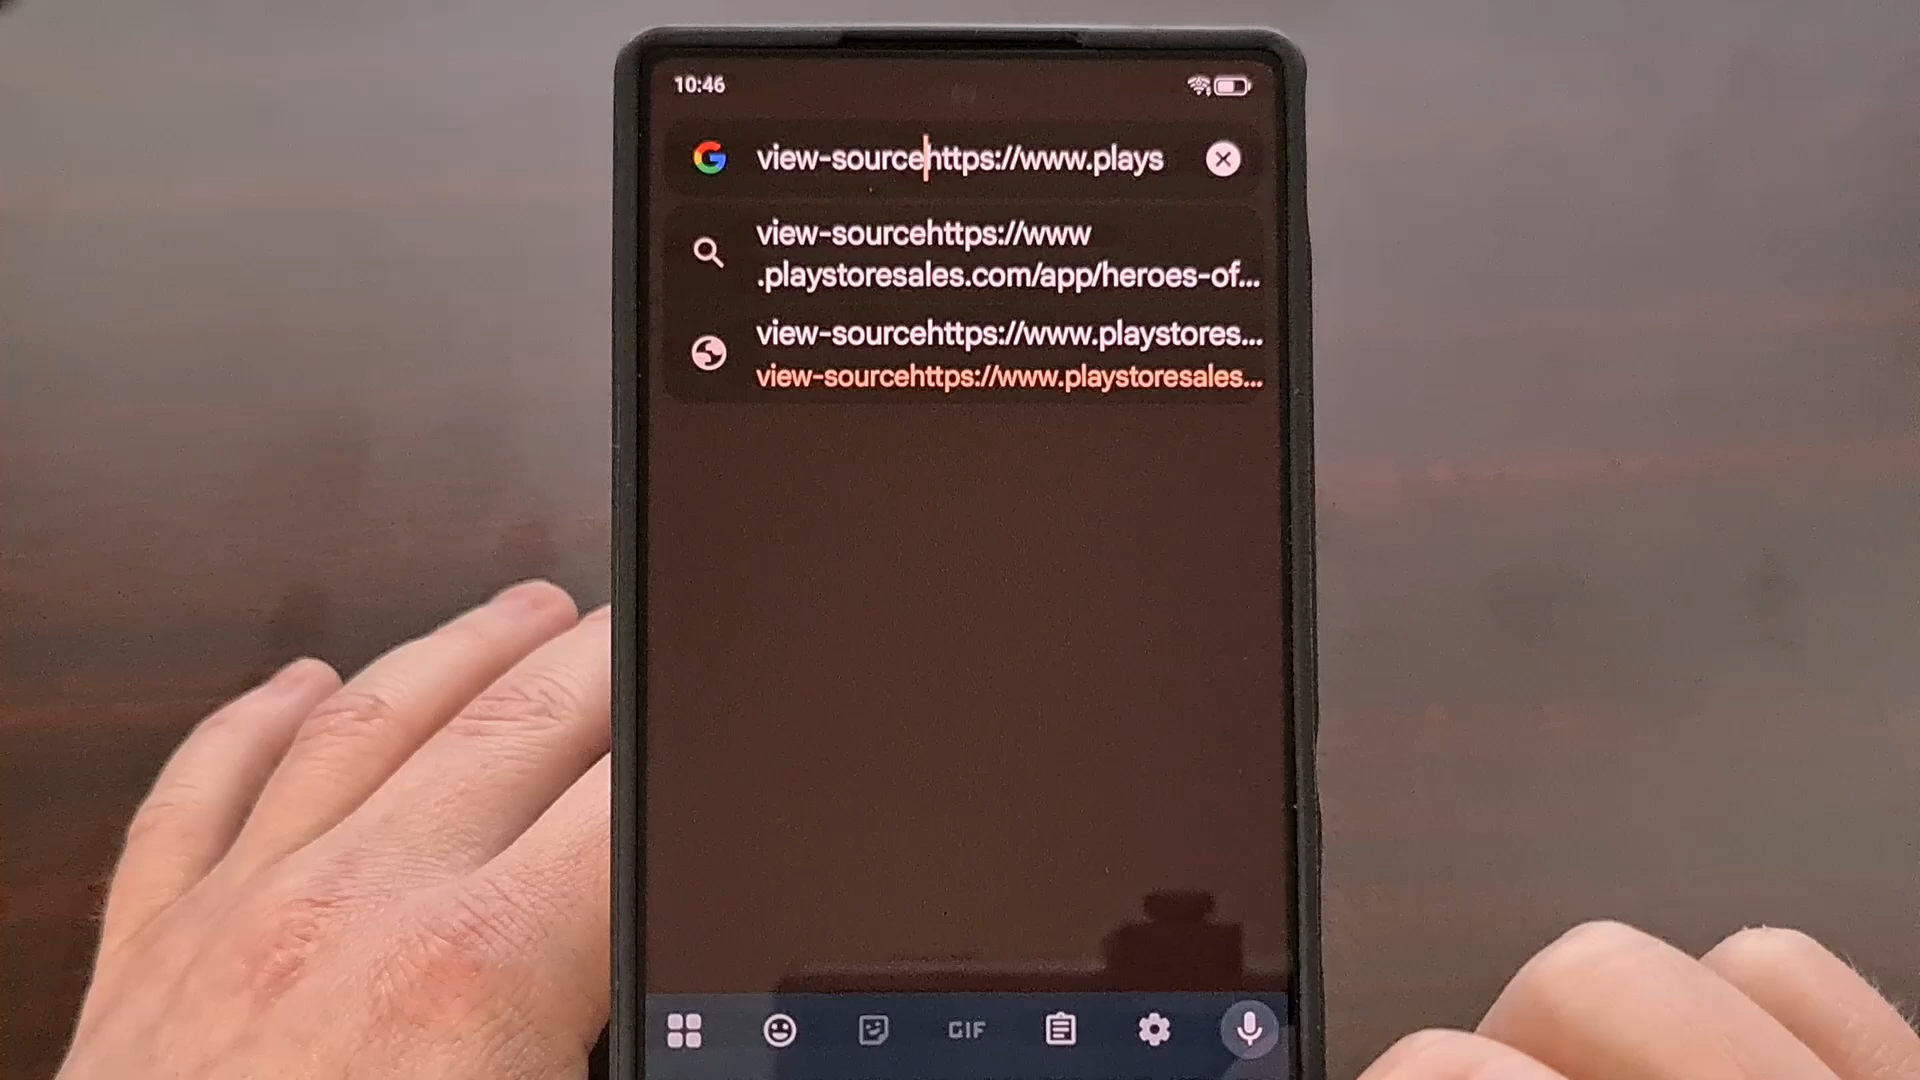 10:46
view-sourcehttps://www.plays
view-sourcehttps://www
.playstoresales.com/app/heroes-of...
view-sourcehttps://www.playstores...
view-sourcehttps://www.playstoresales...
GIF